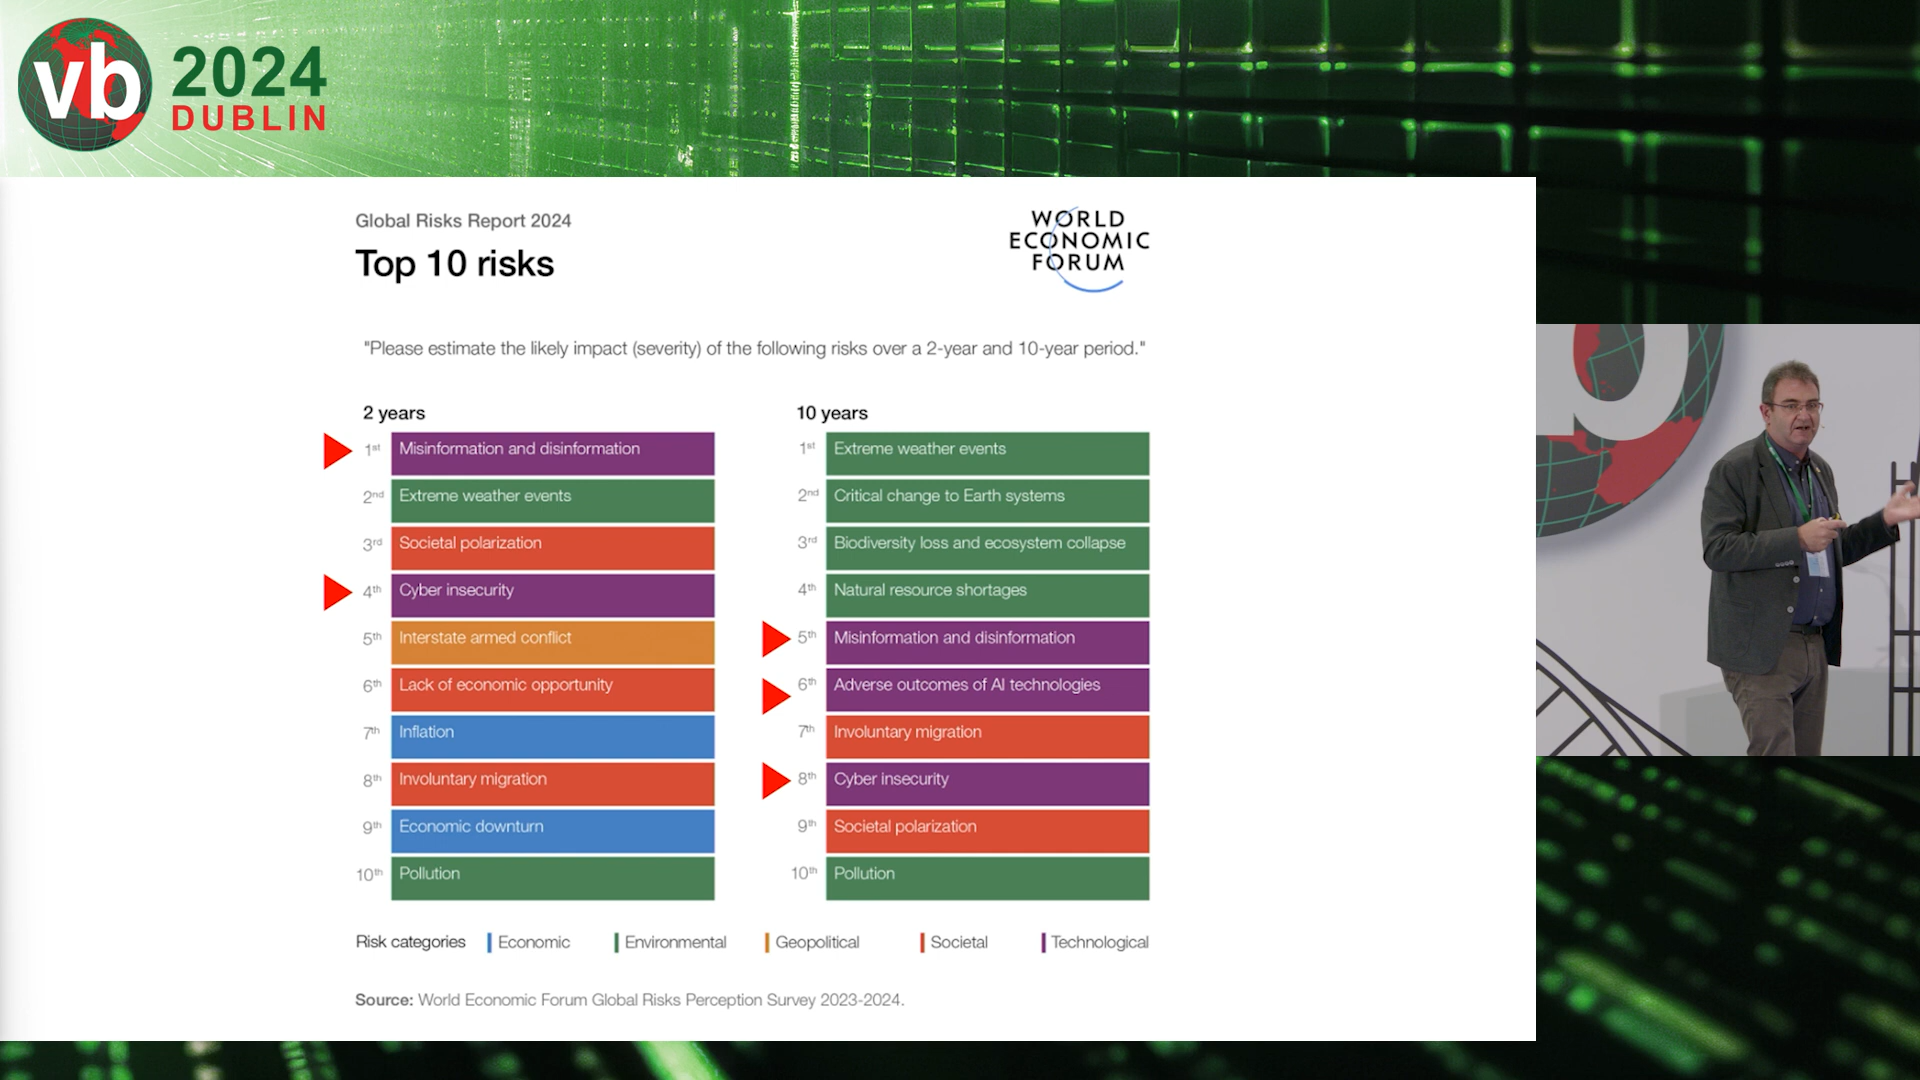 vb 2024
DUBLIN
Global Risks Report 2024
Top 10 risks
WORLD
ECONOMIC
FORUM
"Please estimate the likely impact (severity) of the following risks over a 2-year and 10-year period."
2 years
1st Misinformation and disinformation
2nd Extreme weather events
3rd Societal polarization
4th Cyber insecurity
5th Interstate armed conflict
6th Lack of economic opportunity
7th Inflation
8th Involuntary migration
9th Economic downturn
10th Pollution
10 years
1st Extreme weather events
2nd Critical change to Earth systems
3rd Biodiversity loss and ecosystem collapse
4th Natural resource shortages
5th Misinformation and disinformation
6th Adverse outcomes of AI technologies
7th Involuntary migration
8th Cyber insecurity
9th Societal polarization
10th Pollution
Risk categories Economic Environmental Geopolitical Societal Technological
Source: World Economic Forum Global Risks Perception Survey 2023-2024.